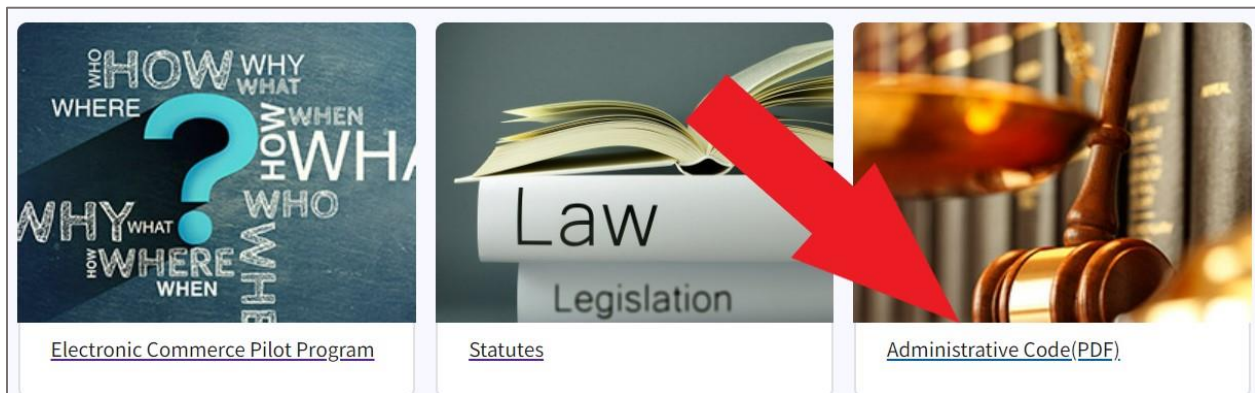 WHO
HOW
WHY
WHAT
WHERE
HOW
WHEN
WHO
WHY
WHAT
HOW
WHERE
WHEN
Law
Legislation
Electronic Commerce Pilot Program
Statutes
Administrative Code(PDF)